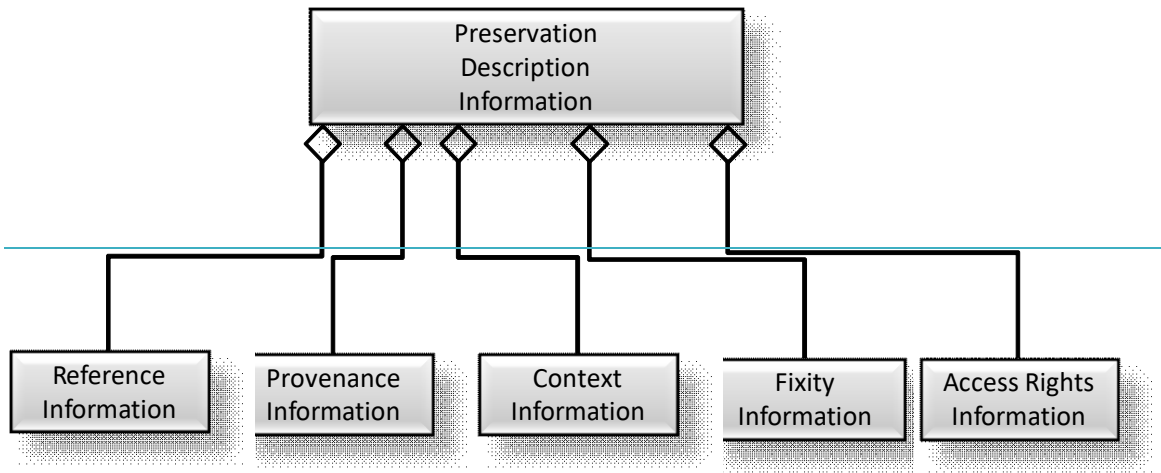 Preservation
Description
Information
Reference
Information
Provenance
Information
Context
Information
Fixity
Information
Access Rights
Information